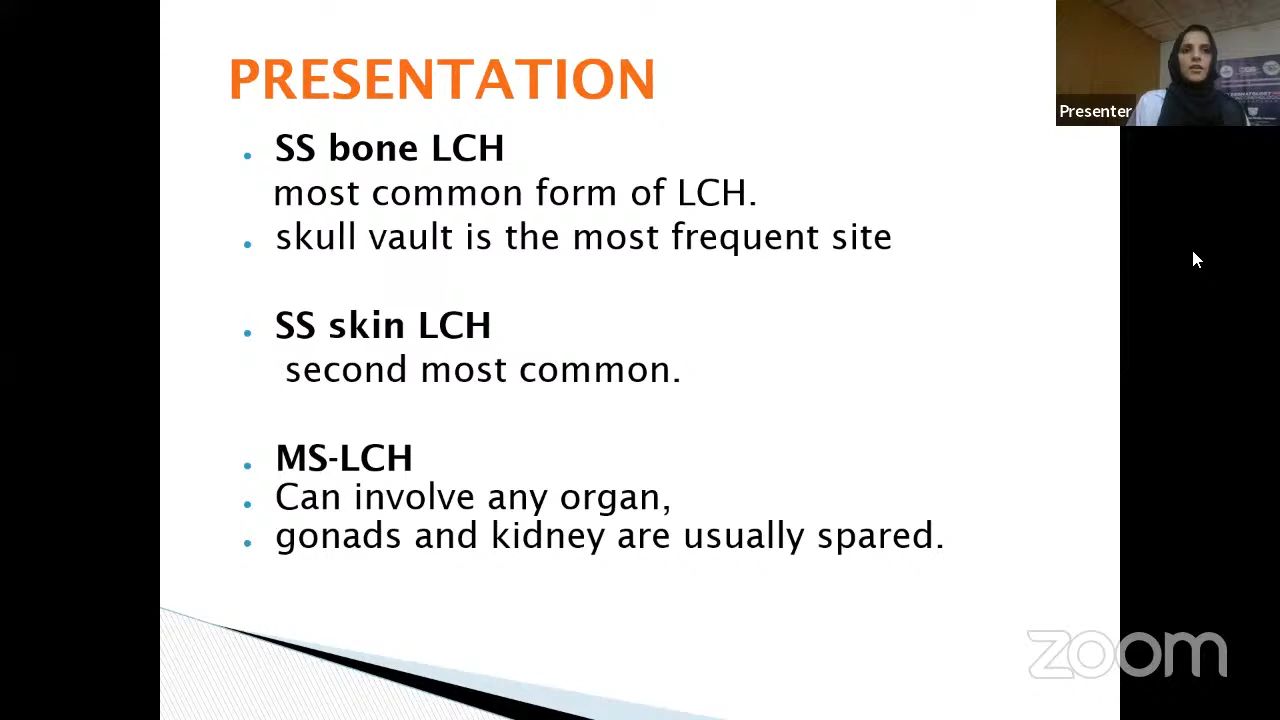 PRESENTATION
SS bone LCH
most common form of LCH.
skull vault is the most frequent site
SS skin LCH
second most common.
MS-LCH
Can involve any organ,
gonads and kidney are usually spared.
Presenter
zoom